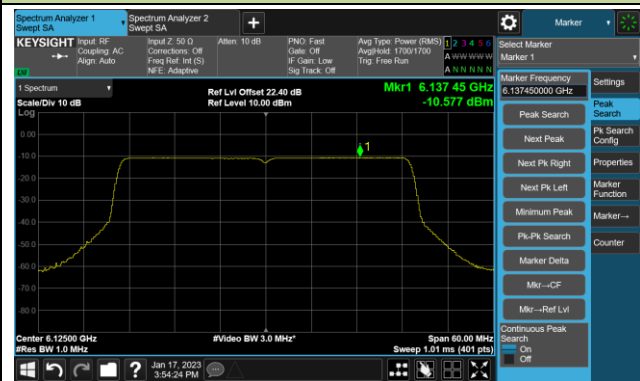 Spectrum Analyzer 1
Swept SA
Spectrum Analyzer 2
Swept SA
+
Marker
KEYSIGHT
Input: RF
Coupling: AC
Align: Auto
Input Z: 50 Ω
Corrections: Off
Freq Ref: Int (S)
NFE: Adaptive
Atten: 10 dB
PNO: Fast
Gate: Off
IF Gain: Low
Sig Track: Off
Avg Type: Power (RMS)
Avg|Hold: 1700/1700
Trig: Free Run
1 2 3 4 5 6
A W W W W W
A N N N N N
LXI
1 Spectrum
Scale/Div 10 dB
Log
Ref Lvl Offset 22.40 dB
Ref Level 10.00 dBm
Mkr1 6.137 45 GHz
-10.577 dBm
0.00
-10.0
-20.0
-30.0
-40.0
-50.0
-60.0
-70.0
-80.0
1
Center 6.12500 GHz
#Res BW 1.0 MHz
#Video BW 3.0 MHz*
Span 60.00 MHz
Sweep 1.01 ms (401 pts)
Select Marker
Marker 1
Marker Frequency
6.137450000 GHz
Peak Search
Next Peak
Next Pk Right
Next Pk Left
Minimum Peak
Pk-Pk Search
Marker Delta
Mkr→CF
Mkr→Ref Lvl
Continuous Peak
Search
On
Off
Settings
Peak
Search
Pk Search
Config
Properties
Marker
Function
Marker→
Counter
?
Jan 17, 2023
3:54:24 PM